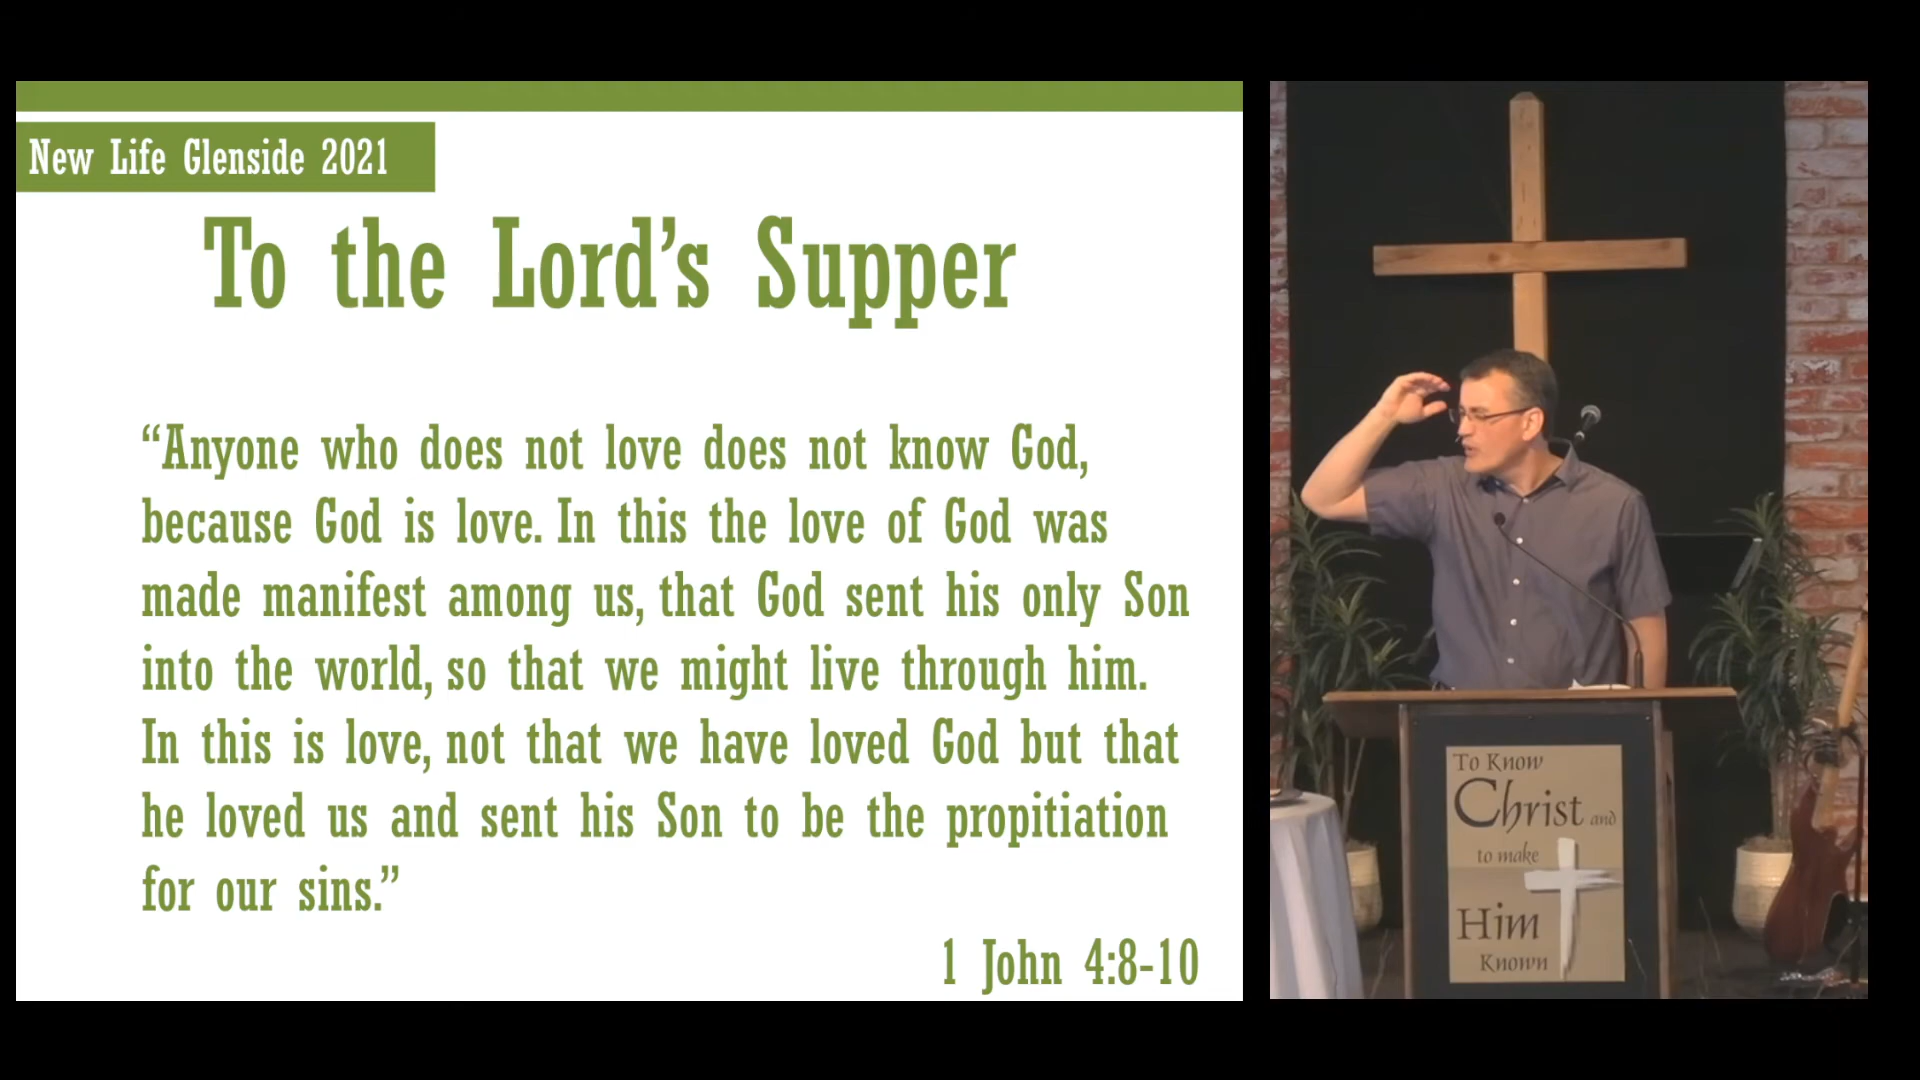 New Life Glenside 2021
To the Lord’s Supper
“Anyone who does not love does not know God,
because God is love. In this the love of God was
made manifest among us, that God sent his only Son
into the world, so that we might live through him.
In this is love, not that we have loved God but that
he loved us and sent his Son to be the propitiation
for our sins.”
1 John 4:8-10
To Know
Christ and
to make
Him
Known